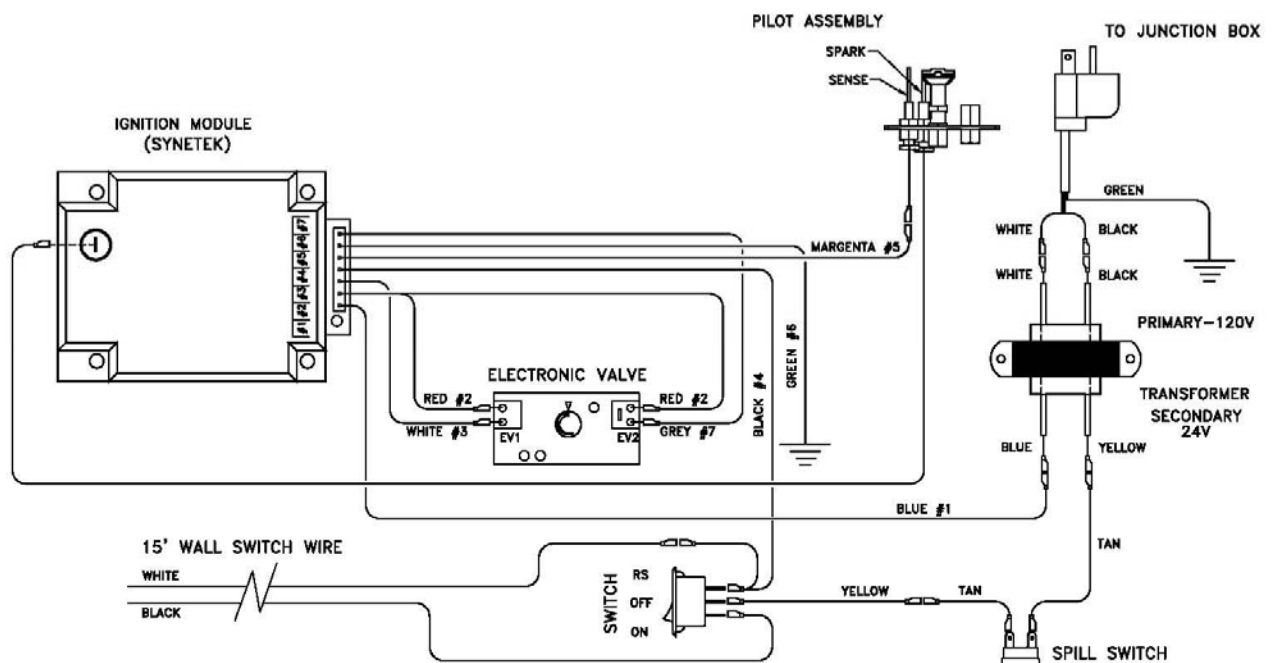 PILOT ASSEMBLY
SPARK
SENSE
TO JUNCTION BOX
IGNITION MODULE
(SYNETEK)
#7
#6
#5
#4
#3
#2
#1
MARGENTA #5
GREEN
WHITE
BLACK
WHITE
BLACK
PRIMARY-120V
TRANSFORMER
SECONDARY
24V
BLUE
YELLOW
GREEN #6
BLACK #4
ELECTRONIC VALVE
RED #2
WHITE #3
EV1
EV2
RED #2
GREY #7
BLUE #1
TAN
15' WALL SWITCH WIRE
WHITE
BLACK
SWITCH
RS
OFF
ON
YELLOW
TAN
SPILL SWITCH